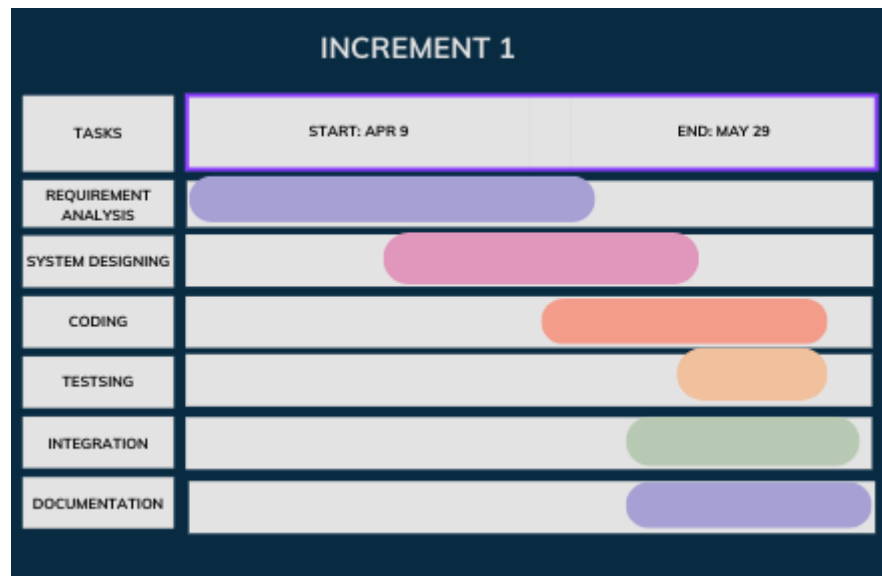 INCREMENT 1
TASKS
START: APR 9
END: MAY 29
REQUIREMENT
ANALYSIS
SYSTEM DESIGNING
CODING
TESTSING
INTEGRATION
DOCUMENTATION